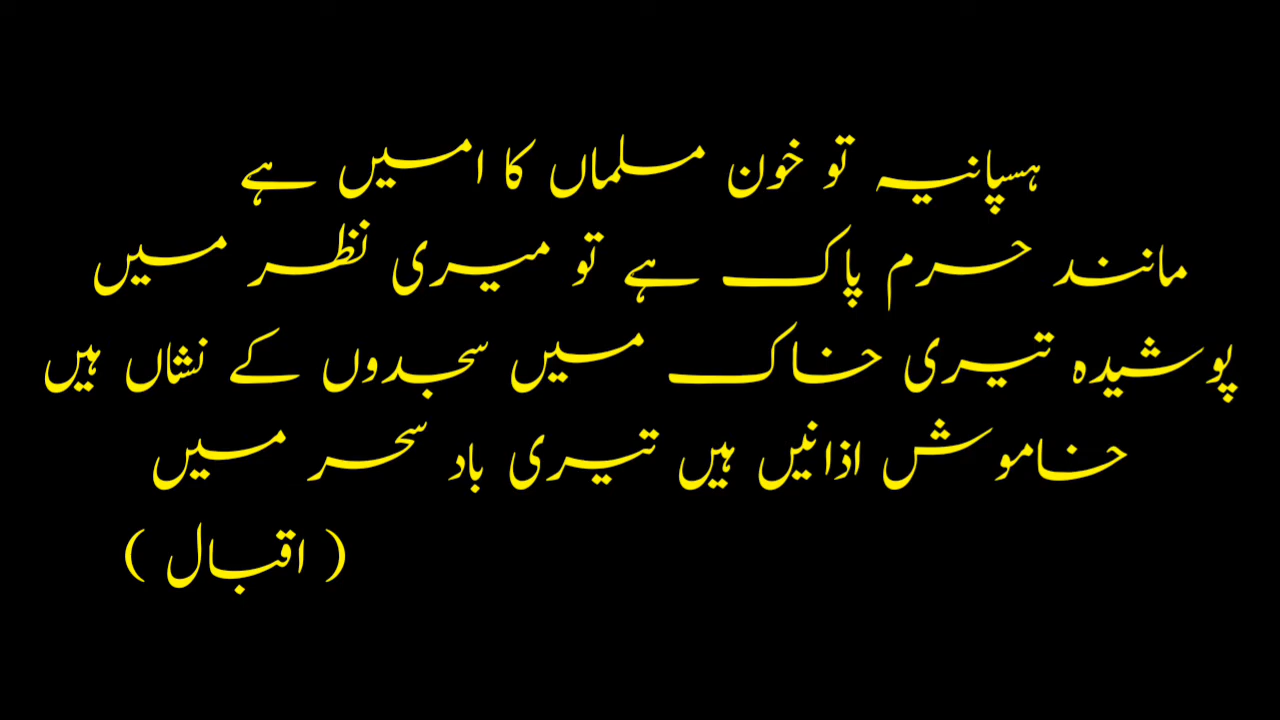 ہسپانیہ تو خون مسلماں کا امیں ہے
مانند حرم پاک ہے تو میری نظر میں
پوشیدہ تیری خاک میں سجدوں کے نشاں ہیں
خاموش اذانیں ہیں تیری باد سحر میں
( اقبال )